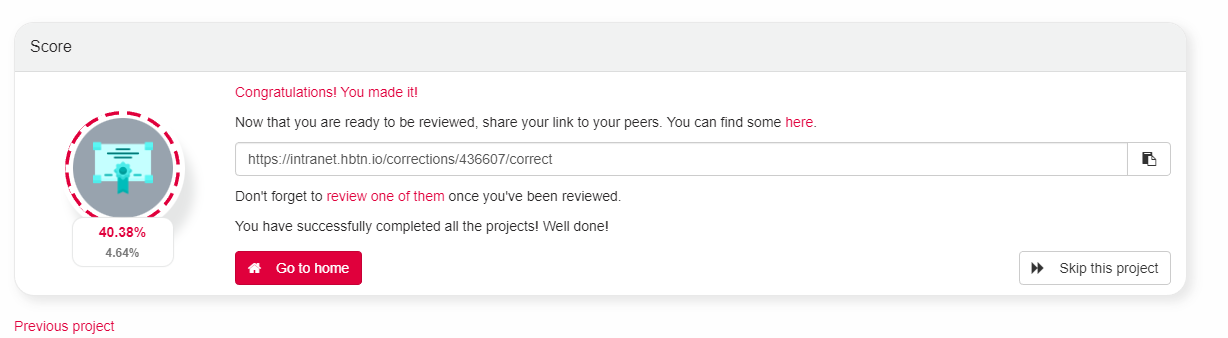 Score
Congratulations! You made it!
Now that you are ready to be reviewed, share your link to your peers. You can find some here.
https://intranet.hbtn.io/corrections/436607/correct
Don't forget to review one of them once you've been reviewed.
40.38%
4.64%
You have successfully completed all the projects! Well done!
Go to home
Skip this project
Previous project